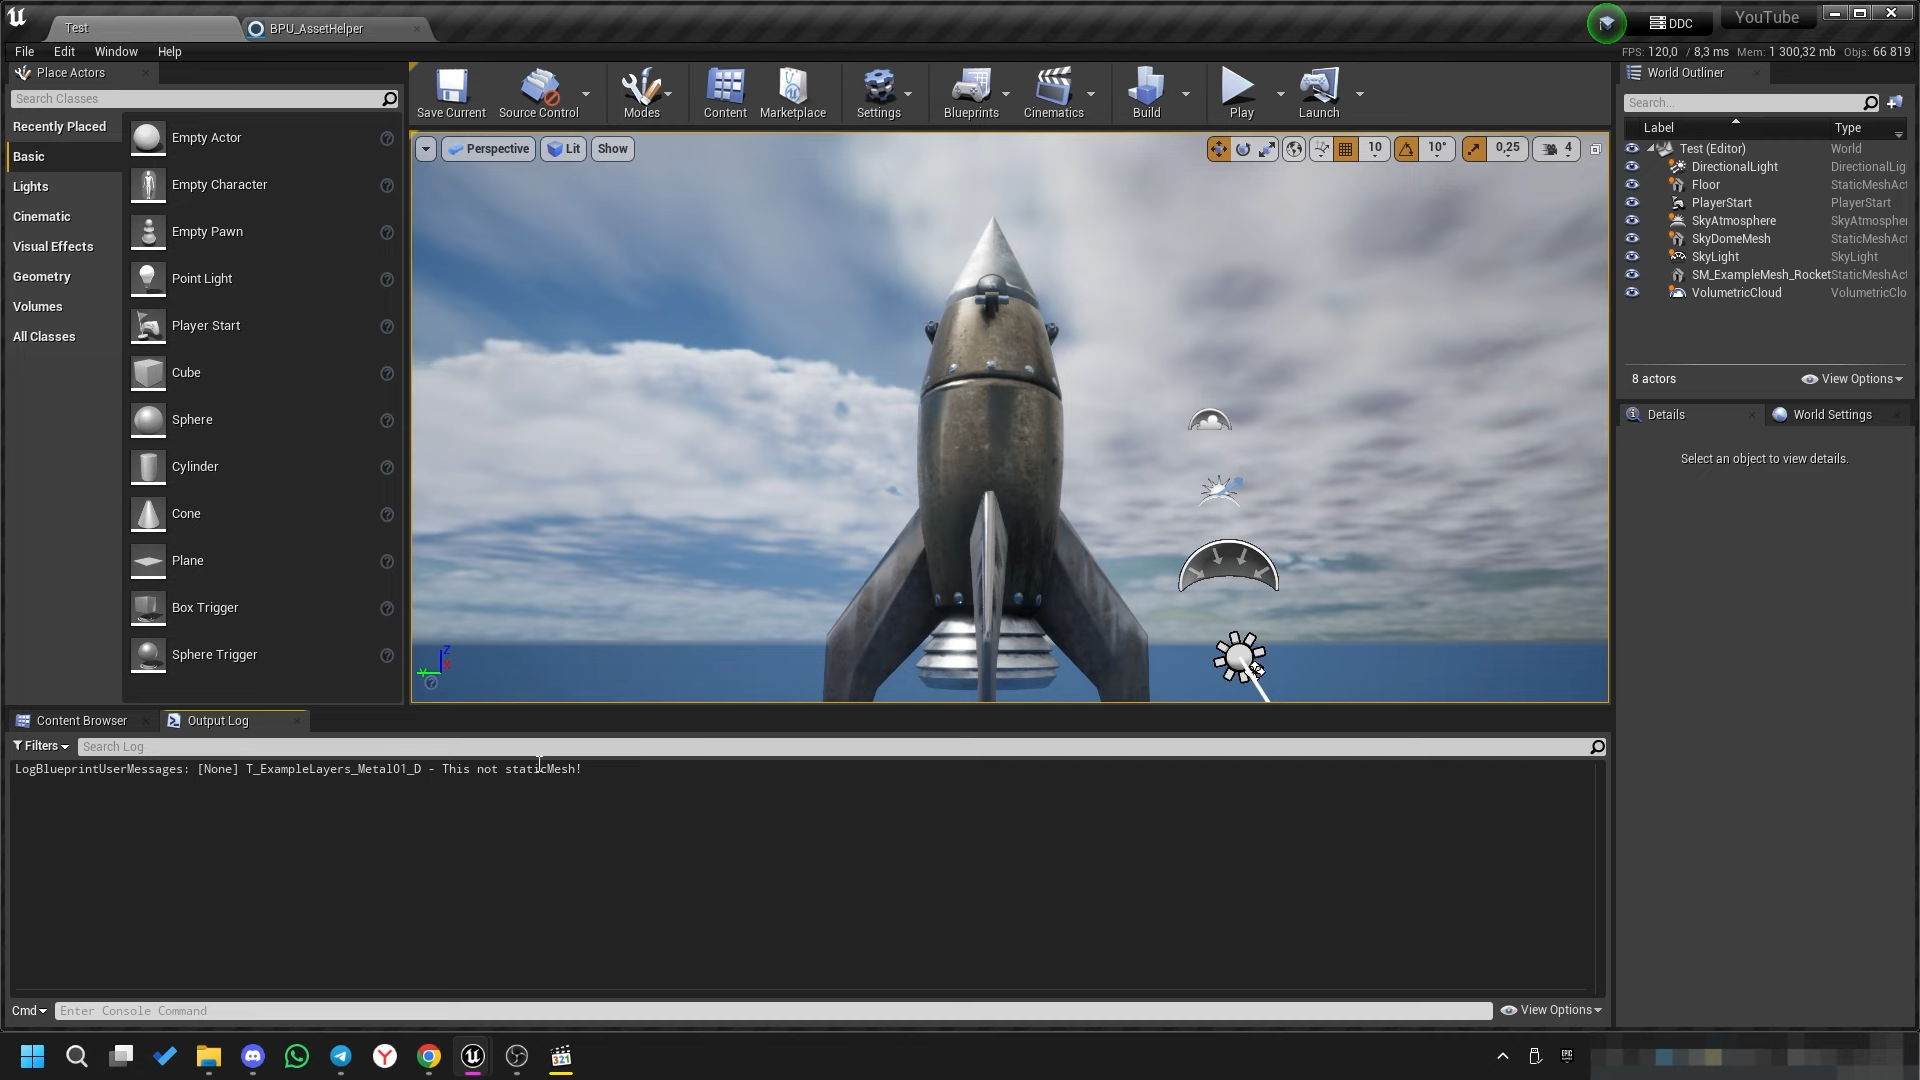 Test
BPU_AssetHelper
DDC
YouTube
File Edit Window Help
FPS: 120,0 / 8,3 ms Mem: 1 300,32 mb Objs: 66 819
Place Actors
Search Classes
Recently Placed
Basic
Lights
Cinematic
Visual Effects
Geometry
Volumes
All Classes
Empty Actor
Empty Character
Empty Pawn
Point Light
Player Start
Cube
Sphere
Cylinder
Cone
Plane
Box Trigger
Sphere Trigger
Save Current
Source Control
Modes
Content
Marketplace
Settings
Blueprints
Cinematics
Build
Play
Launch
Perspective
Lit
Show
10
10°
0,25
4
Z
X
Y
World Outliner
Search...
Label Type
Test (Editor) World
DirectionalLight DirectionalLig
Floor StaticMeshAct
PlayerStart PlayerStart
SkyAtmosphere SkyAtmospher
SkyDomeMesh StaticMeshAct
SkyLight SkyLight
SM_ExampleMesh_Rocket StaticMeshAct
VolumetricCloud VolumetricClo
8 actors
View Options
Details
World Settings
Select an object to view details.
Content Browser
Output Log
Filters
Search Log
LogBlueprintUserMessages: [None] T_ExampleLayers_Metal01_D - This not staticMesh!
Cmd
Enter Console Command
View Options
321
EPIC